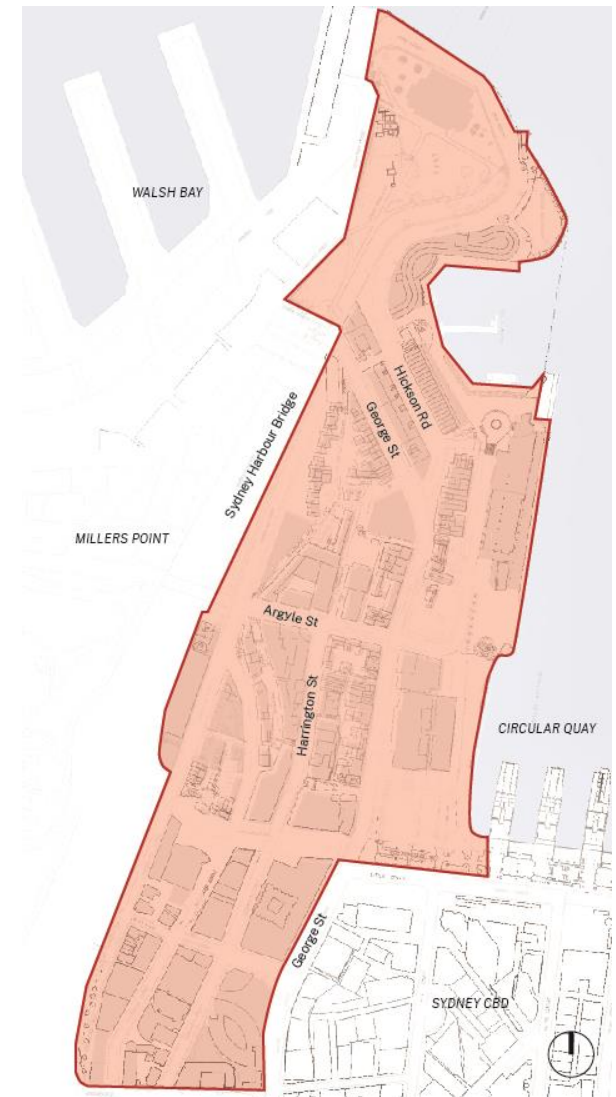 WALSH BAY
Hickson Rd
George St
Sydney Harbour Bridge
MILLERS POINT
Argyle St
Harrington St
CIRCULAR QUAY
George St
SYDNEY CBD